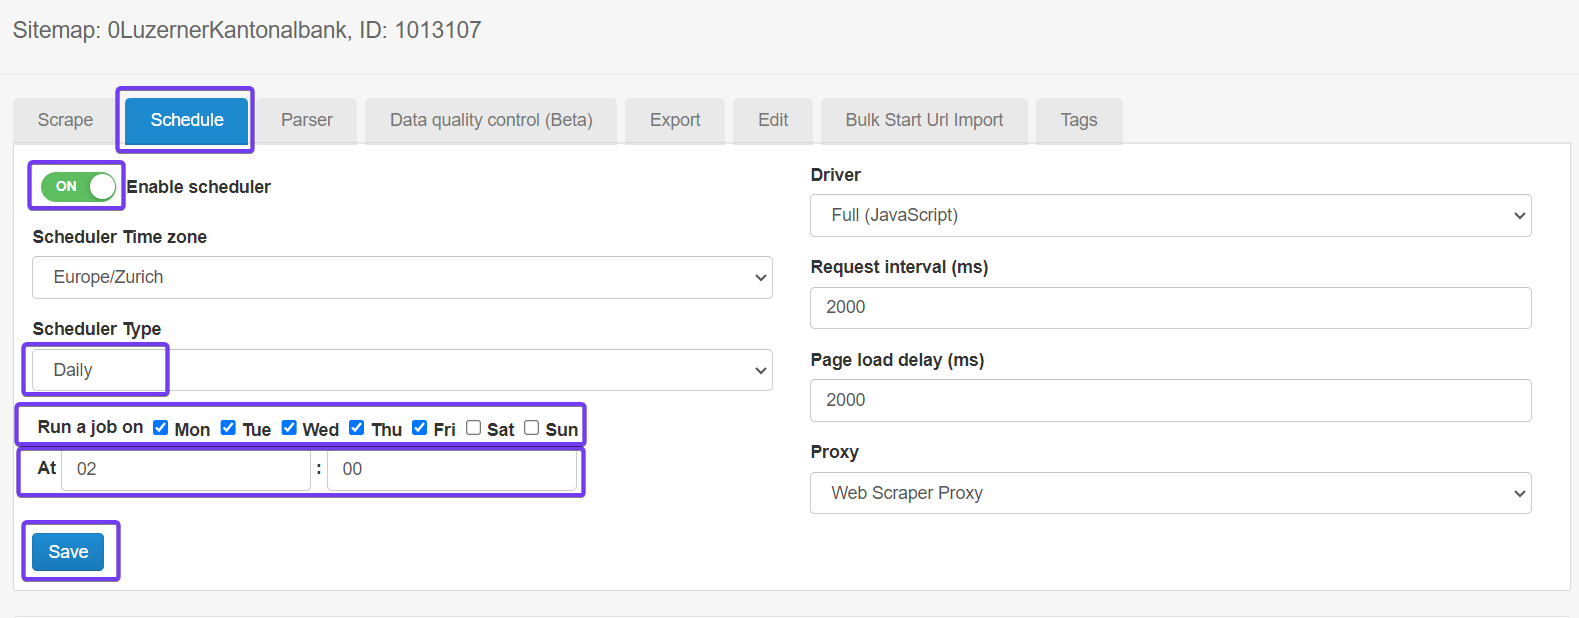 Sitemap: 0LuzernerKantonalbank, ID: 1013107
Scrape Schedule Parser Data quality control (Beta) Export Edit Bulk Start Url Import Tags
ON Enable scheduler
Scheduler Time zone
Europe/Zurich
Scheduler Type
Daily
Run a job on Mon Tue Wed Thu Fri Sat Sun
At 02 : 00
Save
Driver
Full (JavaScript)
Request interval (ms)
2000
Page load delay (ms)
2000
Proxy
Web Scraper Proxy